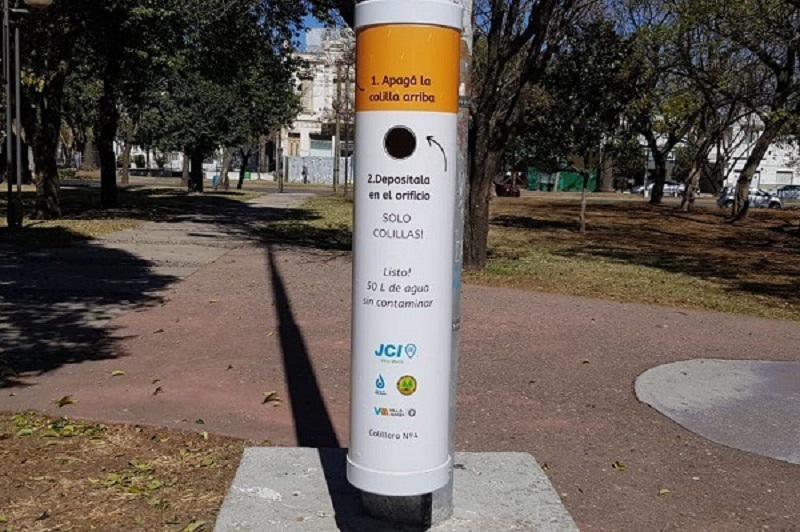 1. Apagá la
colilla arriba
2.Depositala
en el orificio
SOLO
COLILLAS!
Listo!
50 L de agua
sin contaminar
JCI
Colillero Nº4